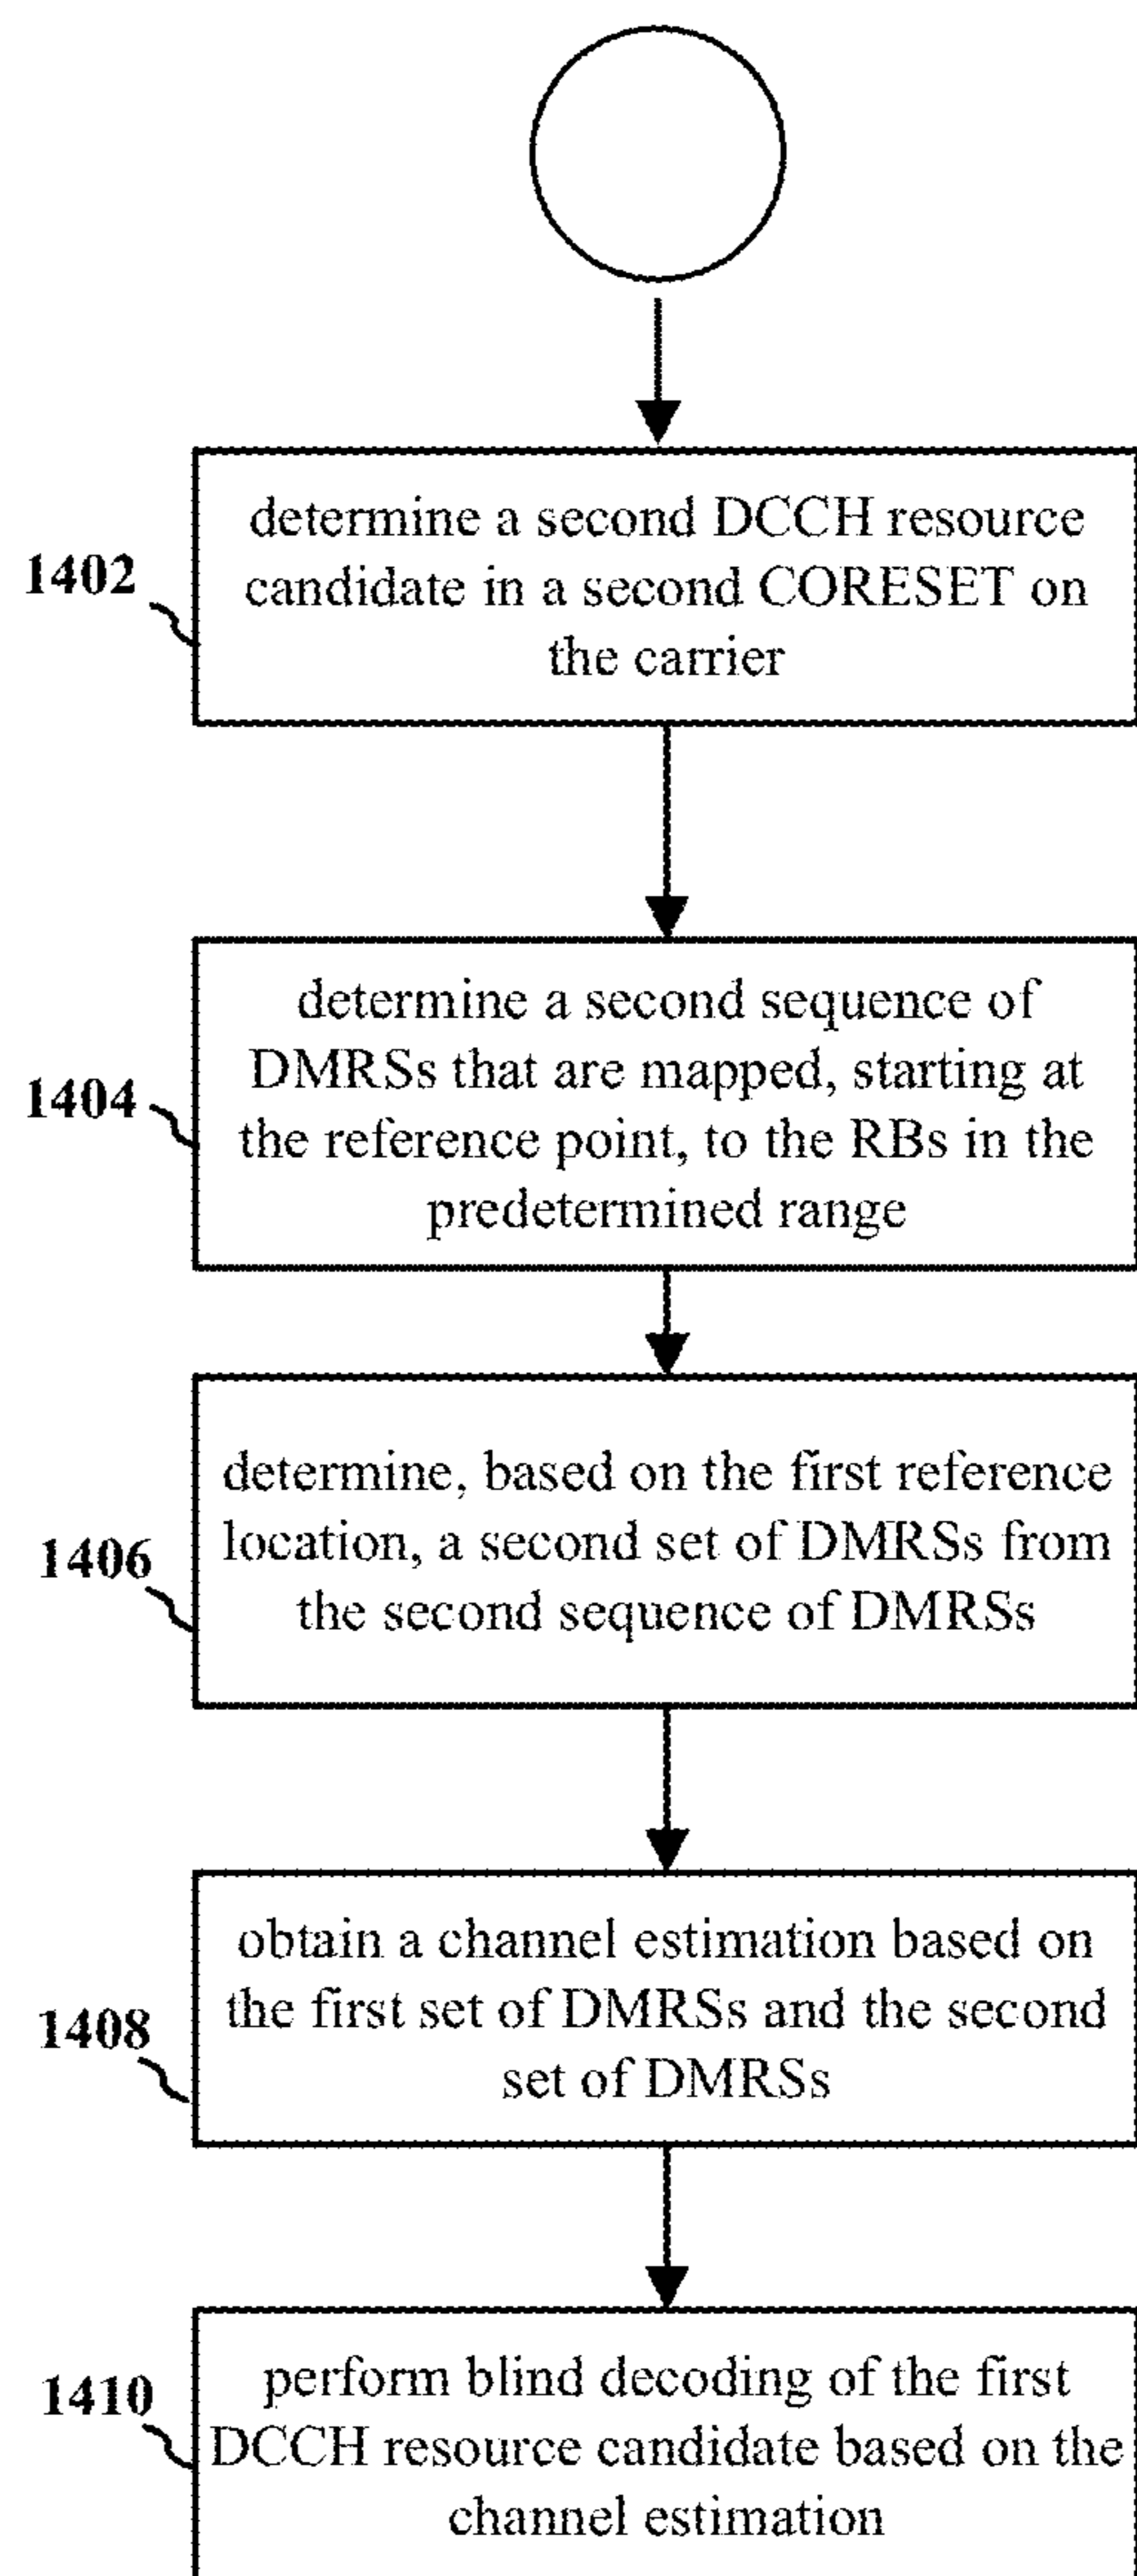 determine a second DCCH resource
1402
candidate in a second CORESET on
the carrier
determine a second sequence of
DMRSs that are mapped, starting at
1404
the reference point, to the RBs in the
predetermined range
determine, based on the first reference
location, a second set of DMRSs from
1406
the second sequence of DMRSs
obtain a channel estimation based on
the first set of DMRSs and the second
1408
set of DMRSs
perform blind decoding of the first
1410
DCCH resource candidate based on the
channel estimation